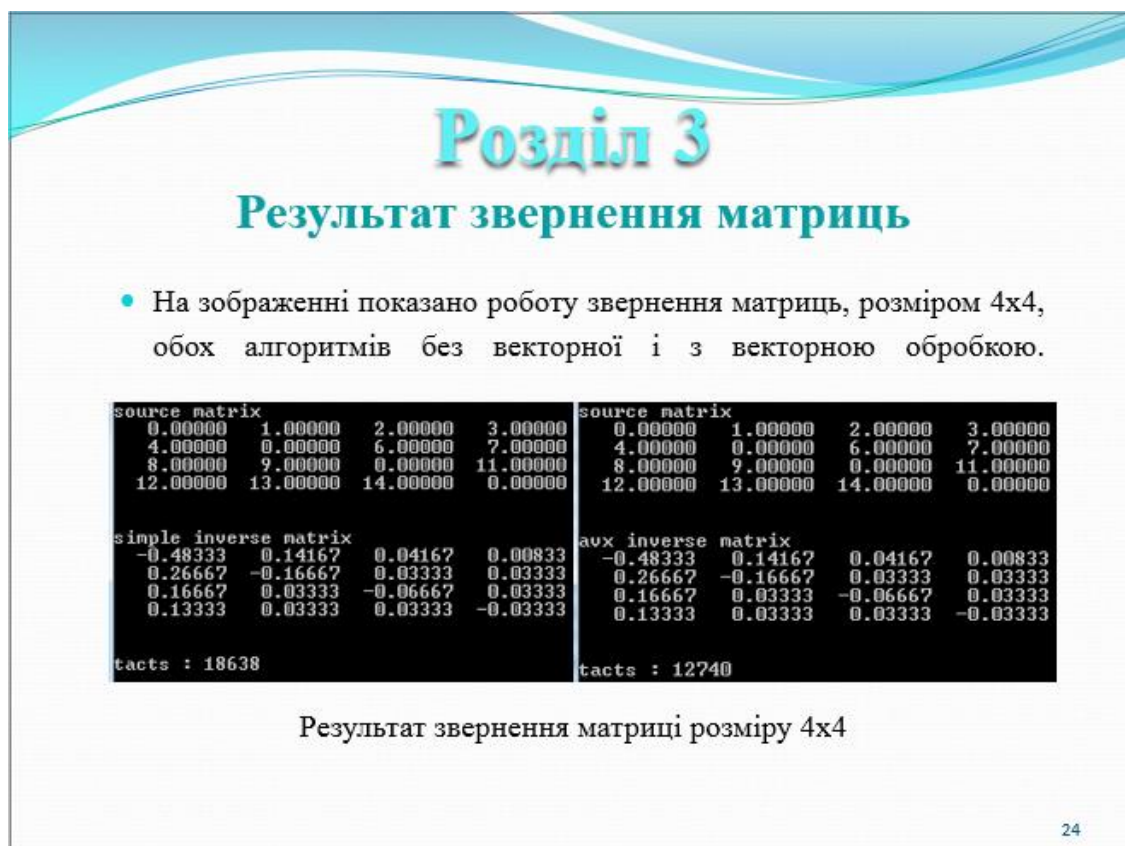 Розділ 3
Результат звернення матриць
• На зображенні показано роботу звернення матриць, розміром 4х4,
обох алгоритмів без векторної і з векторною обробкою.
source matrix
0.00000 1.00000 2.00000 3.00000
4.00000 0.00000 6.00000 7.00000
8.00000 9.00000 0.00000 11.00000
12.00000 13.00000 14.00000 0.00000
simple inverse matrix
-0.48333 0.14167 0.04167 0.00833
0.26667 -0.16667 0.03333 0.03333
0.16667 0.03333 -0.06667 0.03333
0.13333 0.03333 0.03333 -0.03333
tacts : 18638
source matrix
0.00000 1.00000 2.00000 3.00000
4.00000 0.00000 6.00000 7.00000
8.00000 9.00000 0.00000 11.00000
12.00000 13.00000 14.00000 0.00000
avx inverse matrix
-0.48333 0.14167 0.04167 0.00833
0.26667 -0.16667 0.03333 0.03333
0.16667 0.03333 -0.06667 0.03333
0.13333 0.03333 0.03333 -0.03333
tacts : 12740
Результат звернення матриці розміру 4х4
24